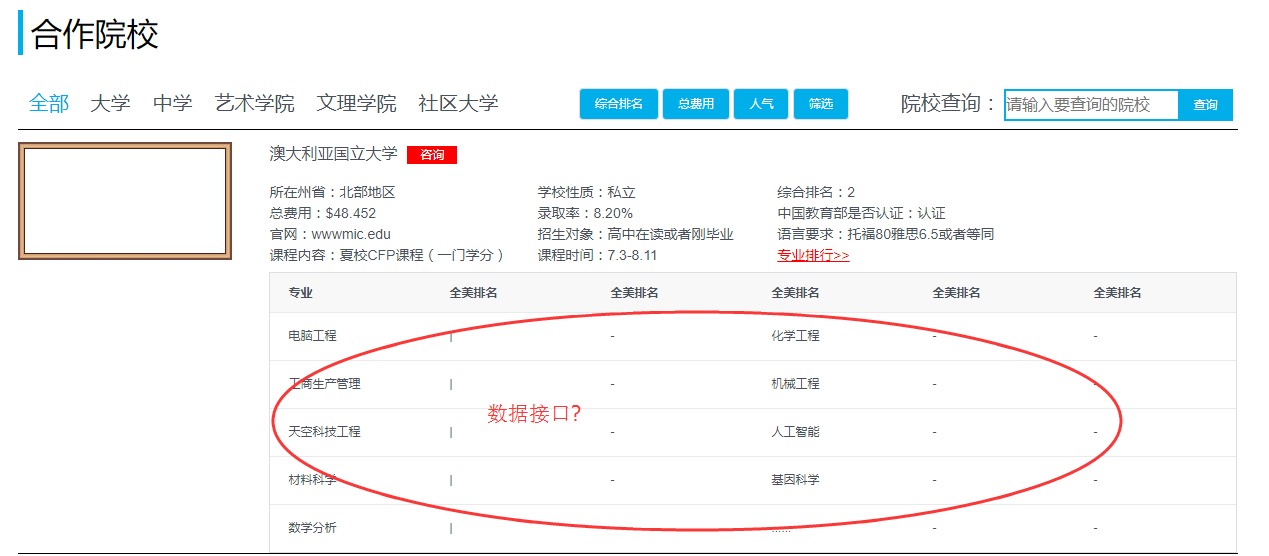 合作院校
全部 大学 中学 艺术学院 文理学院 社区大学 综合排名 总费用 人气 筛选 院校查询： 请输入要查询的院校 查询
澳大利亚国立大学 咨询
所在州省：北部地区 学校性质：私立 综合排名：2
总费用：$48.452 录取率：8.20% 中国教育部是否认证：认证
官网：wwwmic.edu 招生对象：高中在读或者刚毕业 语言要求：托福80雅思6.5或者等同
课程内容：夏校CFP课程（一门学分） 课程时间：7.3-8.11 专业排行>>
专业 全美排名 全美排名 全美排名 全美排名 全美排名
电脑工程 | - 化学工程 - -
工商生产管理 | - 机械工程 - -
数据接口?
天空科技工程 | - 人工智能 - -
材料科学 | - 基因科学 - -
数学分析 | - ...... - -